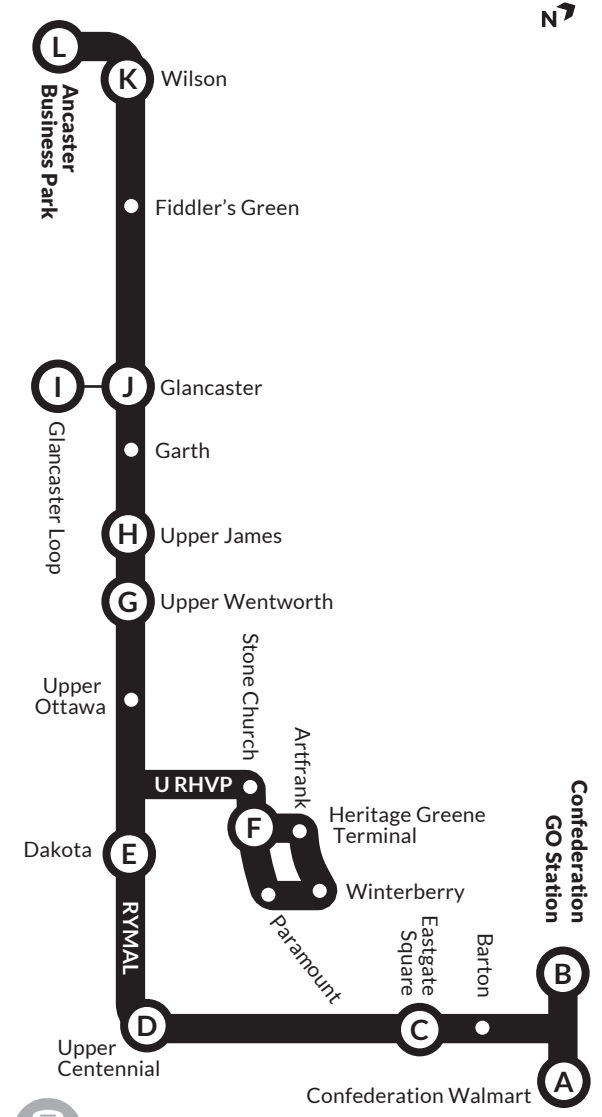 N
L
K
Wilson
Ancaster
Business Park
Fiddler's Green
I
J
Glancaster
Glancaster Loop
Garth
H
Upper James
G
Upper Wentworth
Stone Church
Upper
Ottawa
Artfrank
U RHVP
Confederation
GO Station
F
Heritage Greene
Terminal
Dakota
E
Winterberry
RYMAL
Paramount
Eastgate
Square
Barton
B
D
C
Upper
Centennial
A
Confederation Walmart